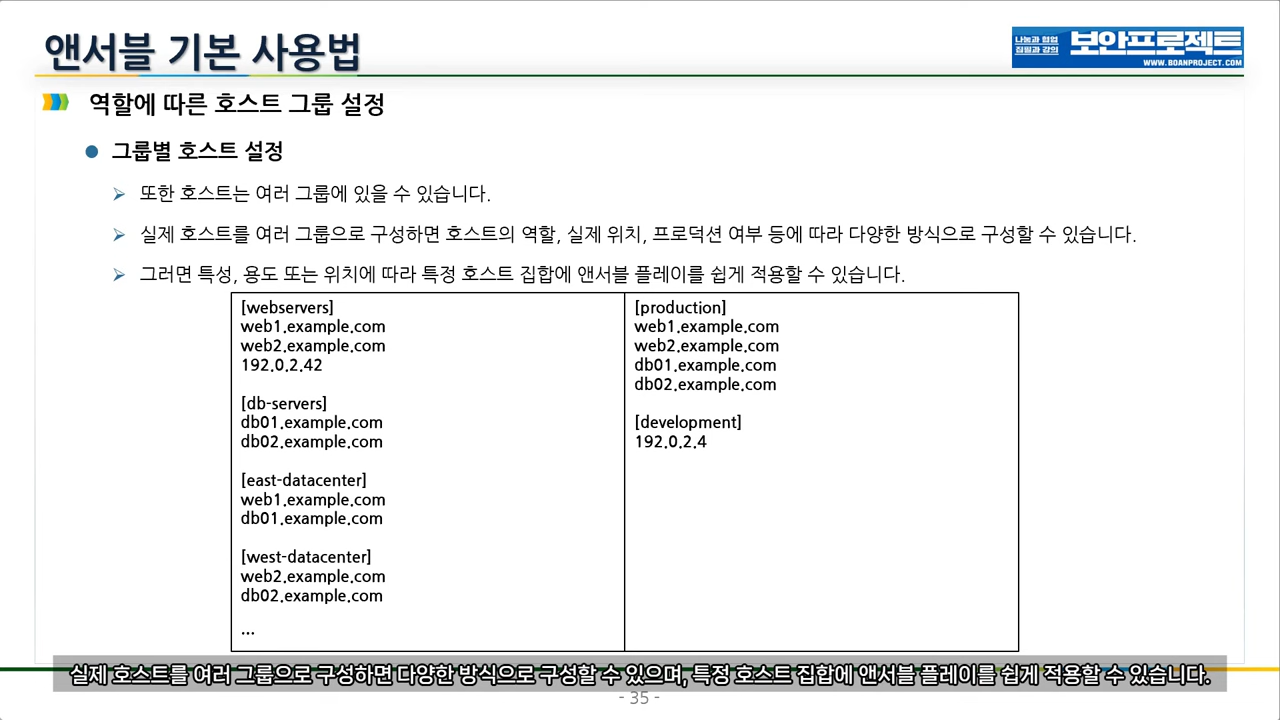 앤서블 기본 사용법
나눔과 협업
집필과 강의
보안프로젝트
WWW.BOANPROJECT.COM
역할에 따른 호스트 그룹 설정
그룹별 호스트 설정
또한 호스트는 여러 그룹에 있을 수 있습니다.
실제 호스트를 여러 그룹으로 구성하면 호스트의 역할, 실제 위치, 프로덕션 여부 등에 따라 다양한 방식으로 구성할 수 있습니다.
그러면 특성, 용도 또는 위치에 따라 특정 호스트 집합에 앤서블 플레이를 쉽게 적용할 수 있습니다.
[webservers]
web1.example.com
web2.example.com
192.0.2.42
[db-servers]
db01.example.com
db02.example.com
[east-datacenter]
web1.example.com
db01.example.com
[west-datacenter]
web2.example.com
db02.example.com
...
[production]
web1.example.com
web2.example.com
db01.example.com
db02.example.com
[development]
192.0.2.4
실제 호스트를 여러 그룹으로 구성하면 다양한 방식으로 구성할 수 있으며, 특정 호스트 집합에 앤서블 플레이를 쉽게 적용할 수 있습니다.
- 35 -